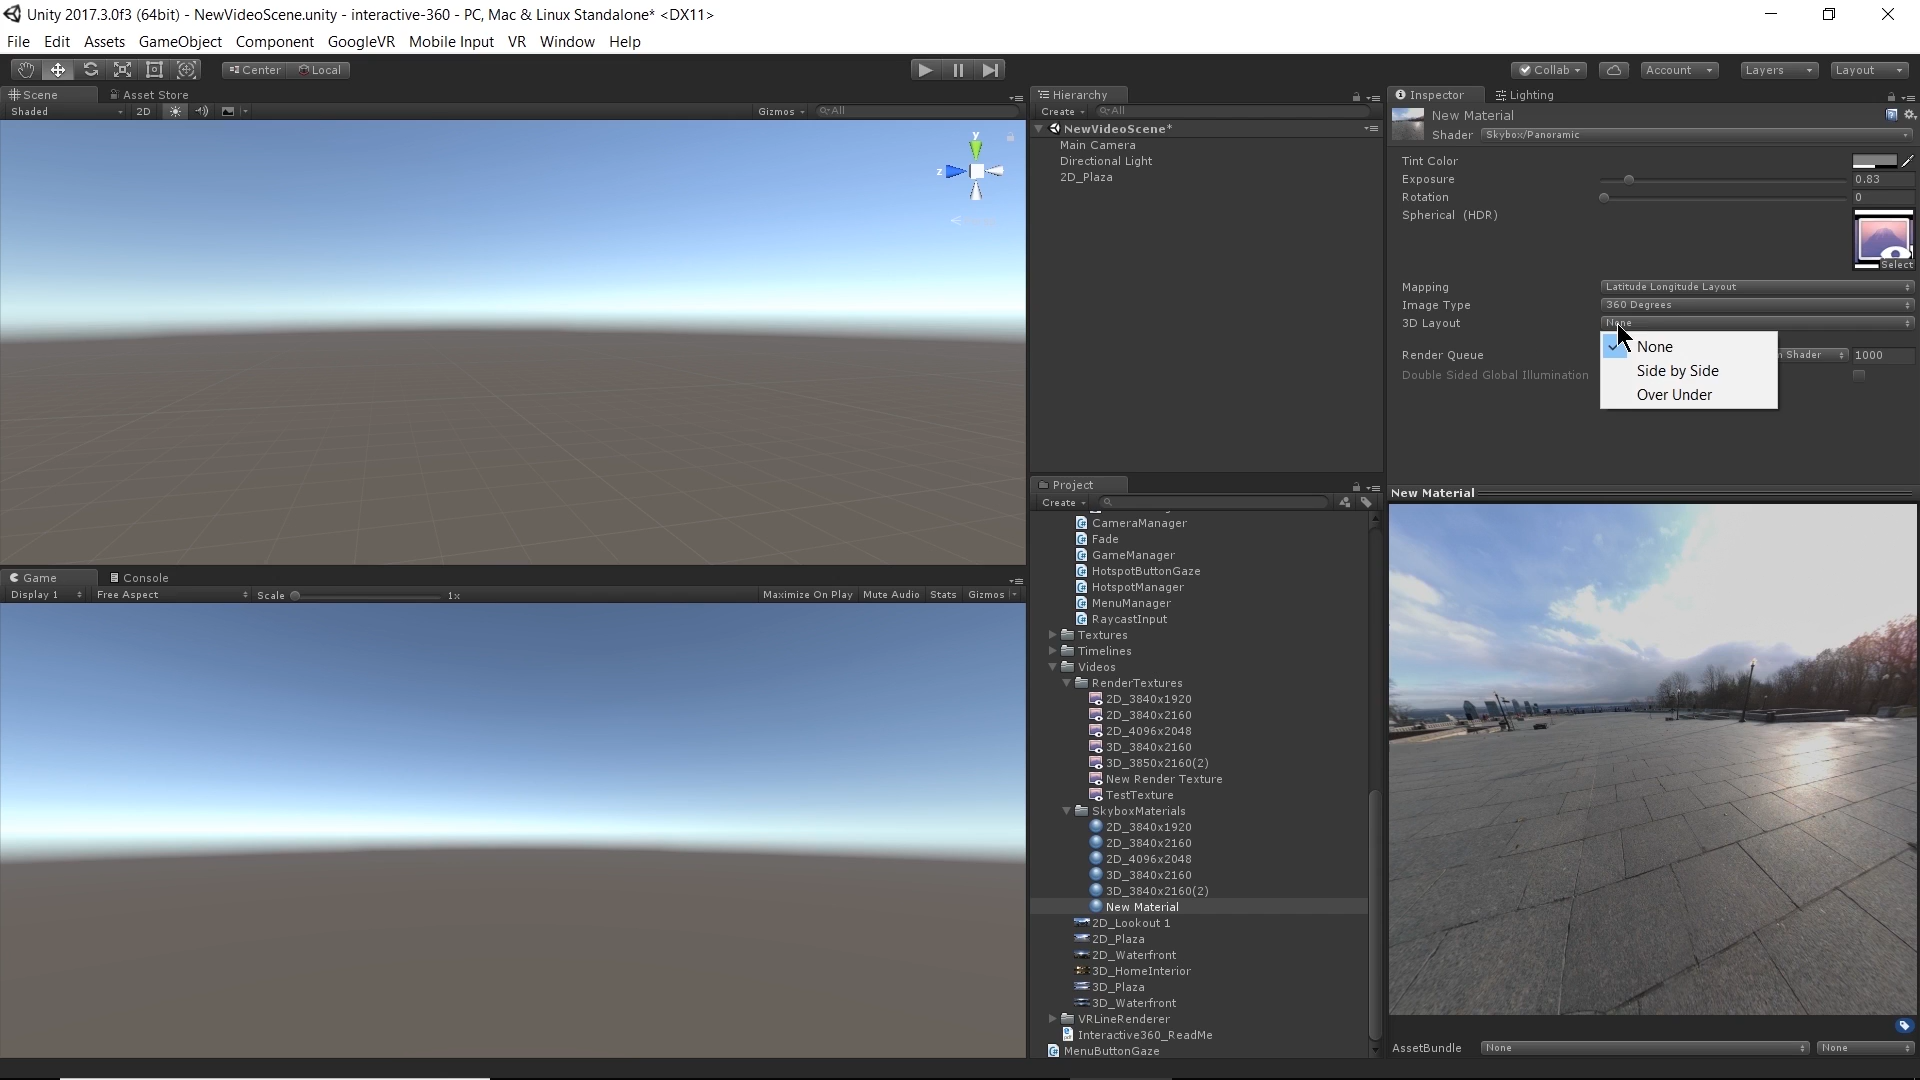 Unity 2017.3.0f3 (64bit) - NewVideoScene.unity - interactive-360 - PC, Mac & Linux Standalone* <DX11>
File Edit Assets GameObject Component GoogleVR Mobile Input VR Window Help
Center Local
Collab Account Layers Layout
Scene Asset Store
Shaded 2D Gizmos All
y
z
Game Console
Display 1 Free Aspect Scale 1x Maximize On Play Mute Audio Stats Gizmos
Hierarchy
Create All
NewVideoScene*
Main Camera
Directional Light
2D_Plaza
Project
Create
CameraManager
Fade
GameManager
HotspotButtonGaze
HotspotManager
MenuManager
RaycastInput
Textures
Timelines
Videos
RenderTextures
2D_3840x1920
2D_3840x2160
2D_4096x2048
3D_3840x2160
3D_3850x2160(2)
New Render Texture
TestTexture
SkyboxMaterials
2D_3840x1920
2D_3840x2160
2D_4096x2048
3D_3840x2160
3D_3840x2160(2)
New Material
2D_Lookout 1
2D_Plaza
2D_Waterfront
3D_HomeInterior
3D_Plaza
3D_Waterfront
VRLineRenderer
Interactive360_ReadMe
MenuButtonGaze
Inspector Lighting
New Material
Shader Skybox/Panoramic
Tint Color
Exposure 0.83
Rotation 0
Spherical (HDR)
Select
Mapping Latitude Longitude Layout
Image Type 360 Degrees
3D Layout None
None
Side by Side
Over Under
Render Queue Shader 1000
Double Sided Global Illumination
New Material
AssetBundle None None